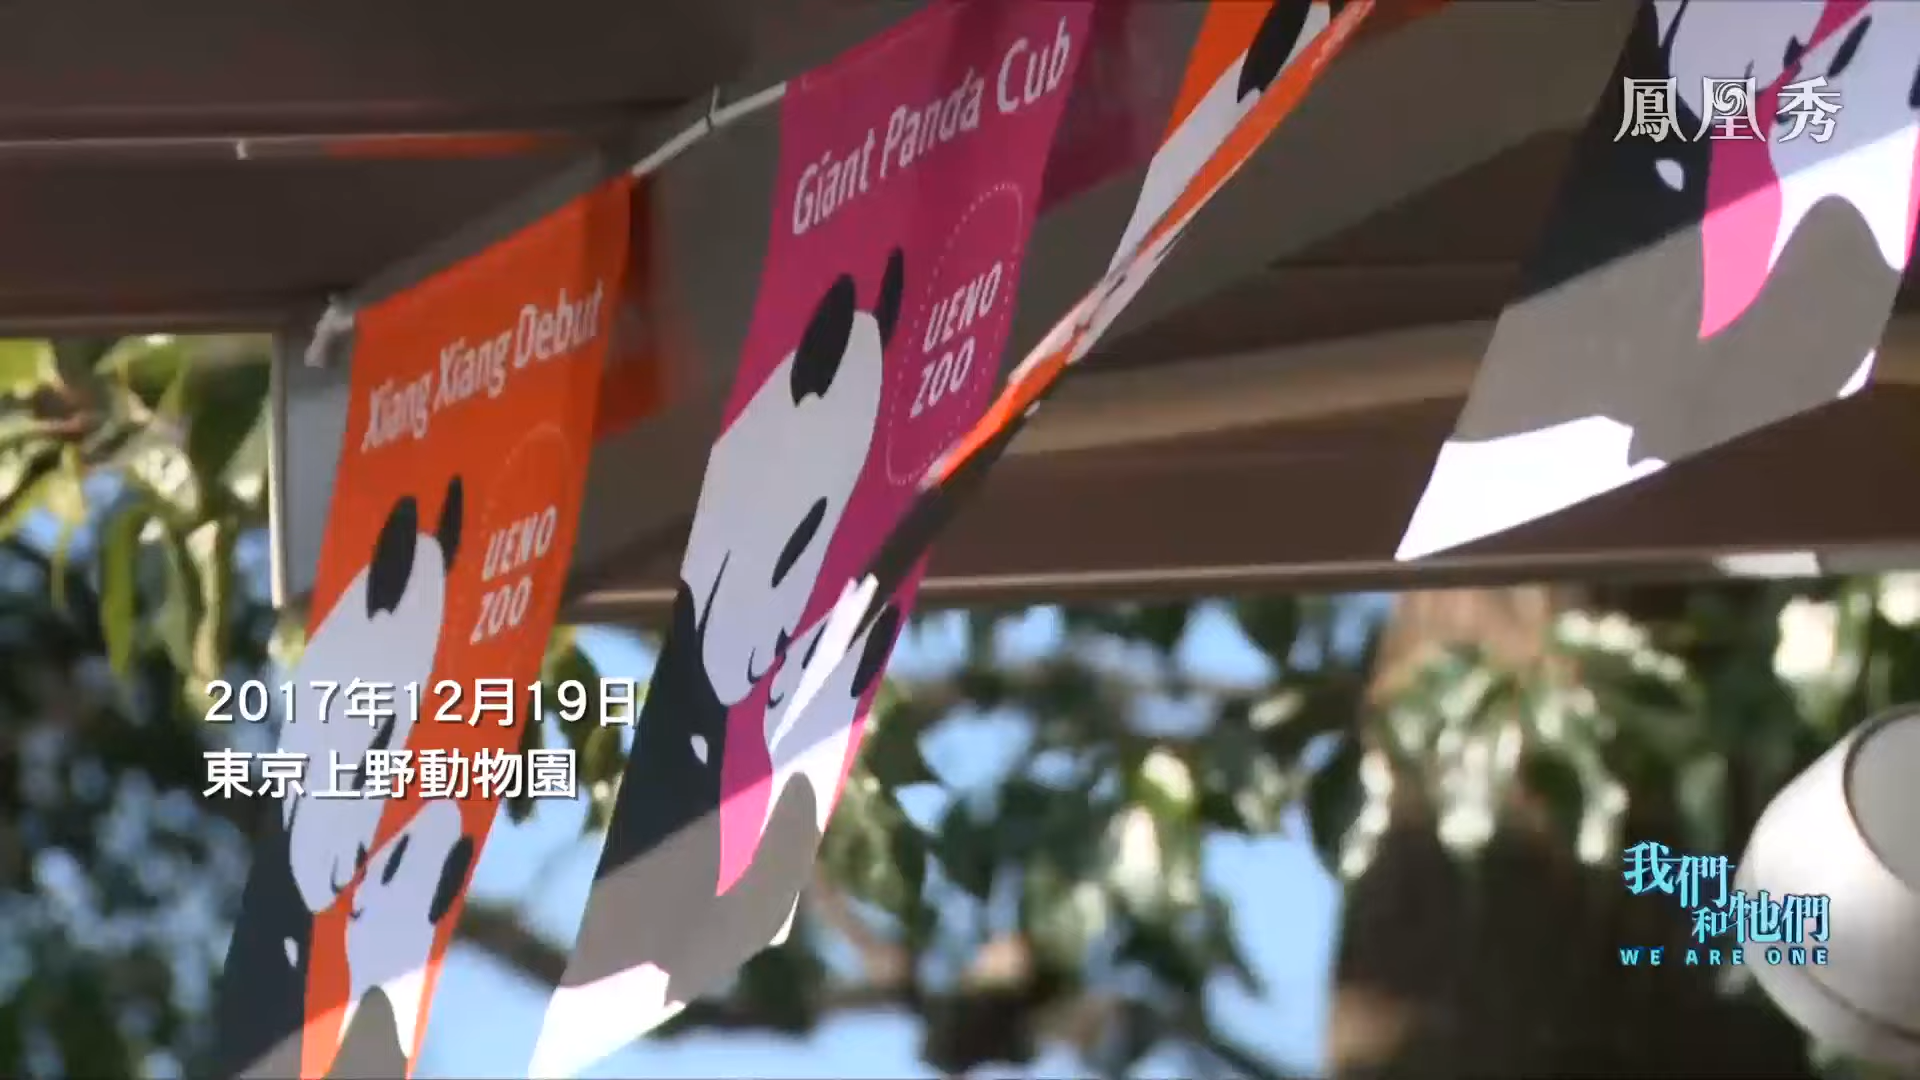 鳳凰秀
Giant Panda Cub
UENO
ZOO
Xiang Xiang Debut
UENO
ZOO
2017年12月19日
東京上野動物園
我們
和牠們
WE ARE ONE